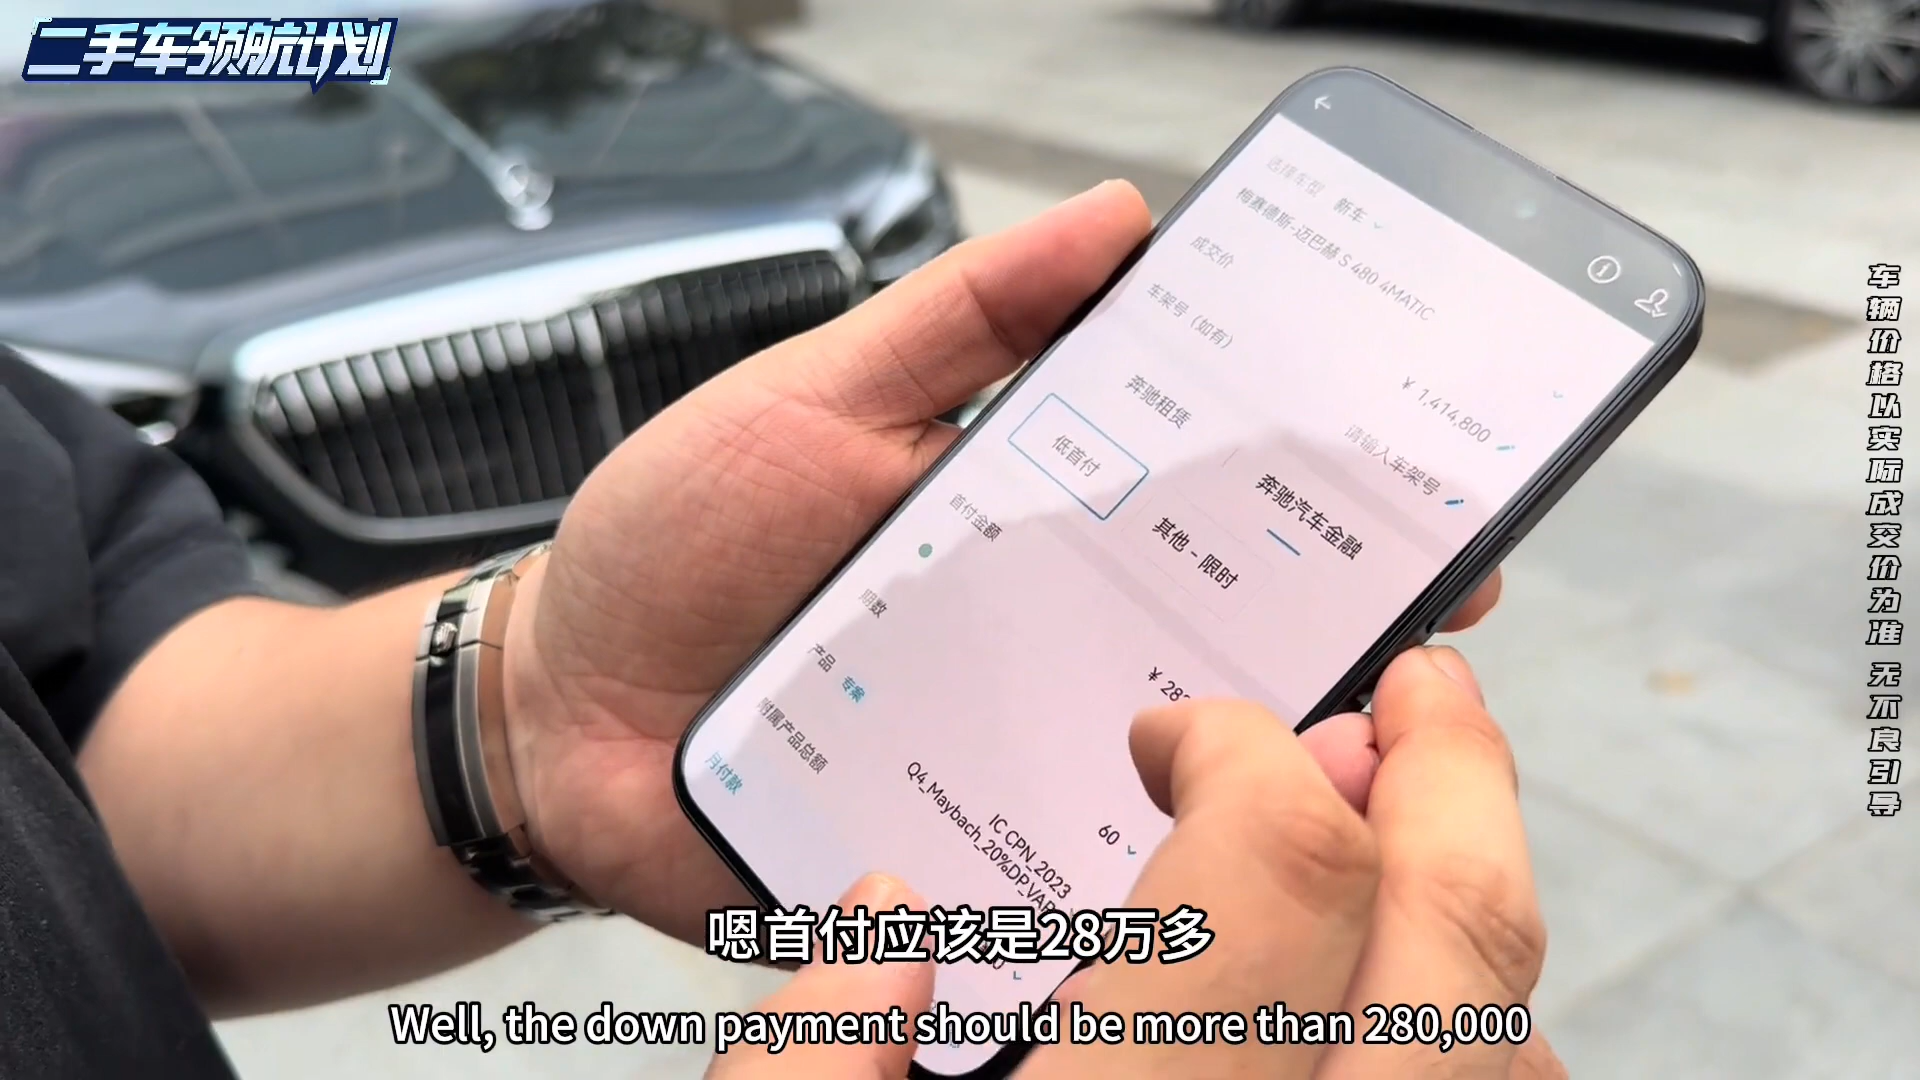 二手车领航计划
选择车型 新车
梅赛德斯-迈巴赫 S 480 4MATIC
成交价
¥ 1,414,800
车架号（如有）
请输入车架号
奔驰租赁
奔驰汽车金融
低首付
其他 - 限时
首付金额
期数
60
产品 专案
IC CPN_2023
Q4_Maybach_20%DP_VAP
附属产品总额
月付款
车辆价格以实际成交价为准 无不良引导
嗯首付应该是28万多
Well, the down payment should be more than 280,000